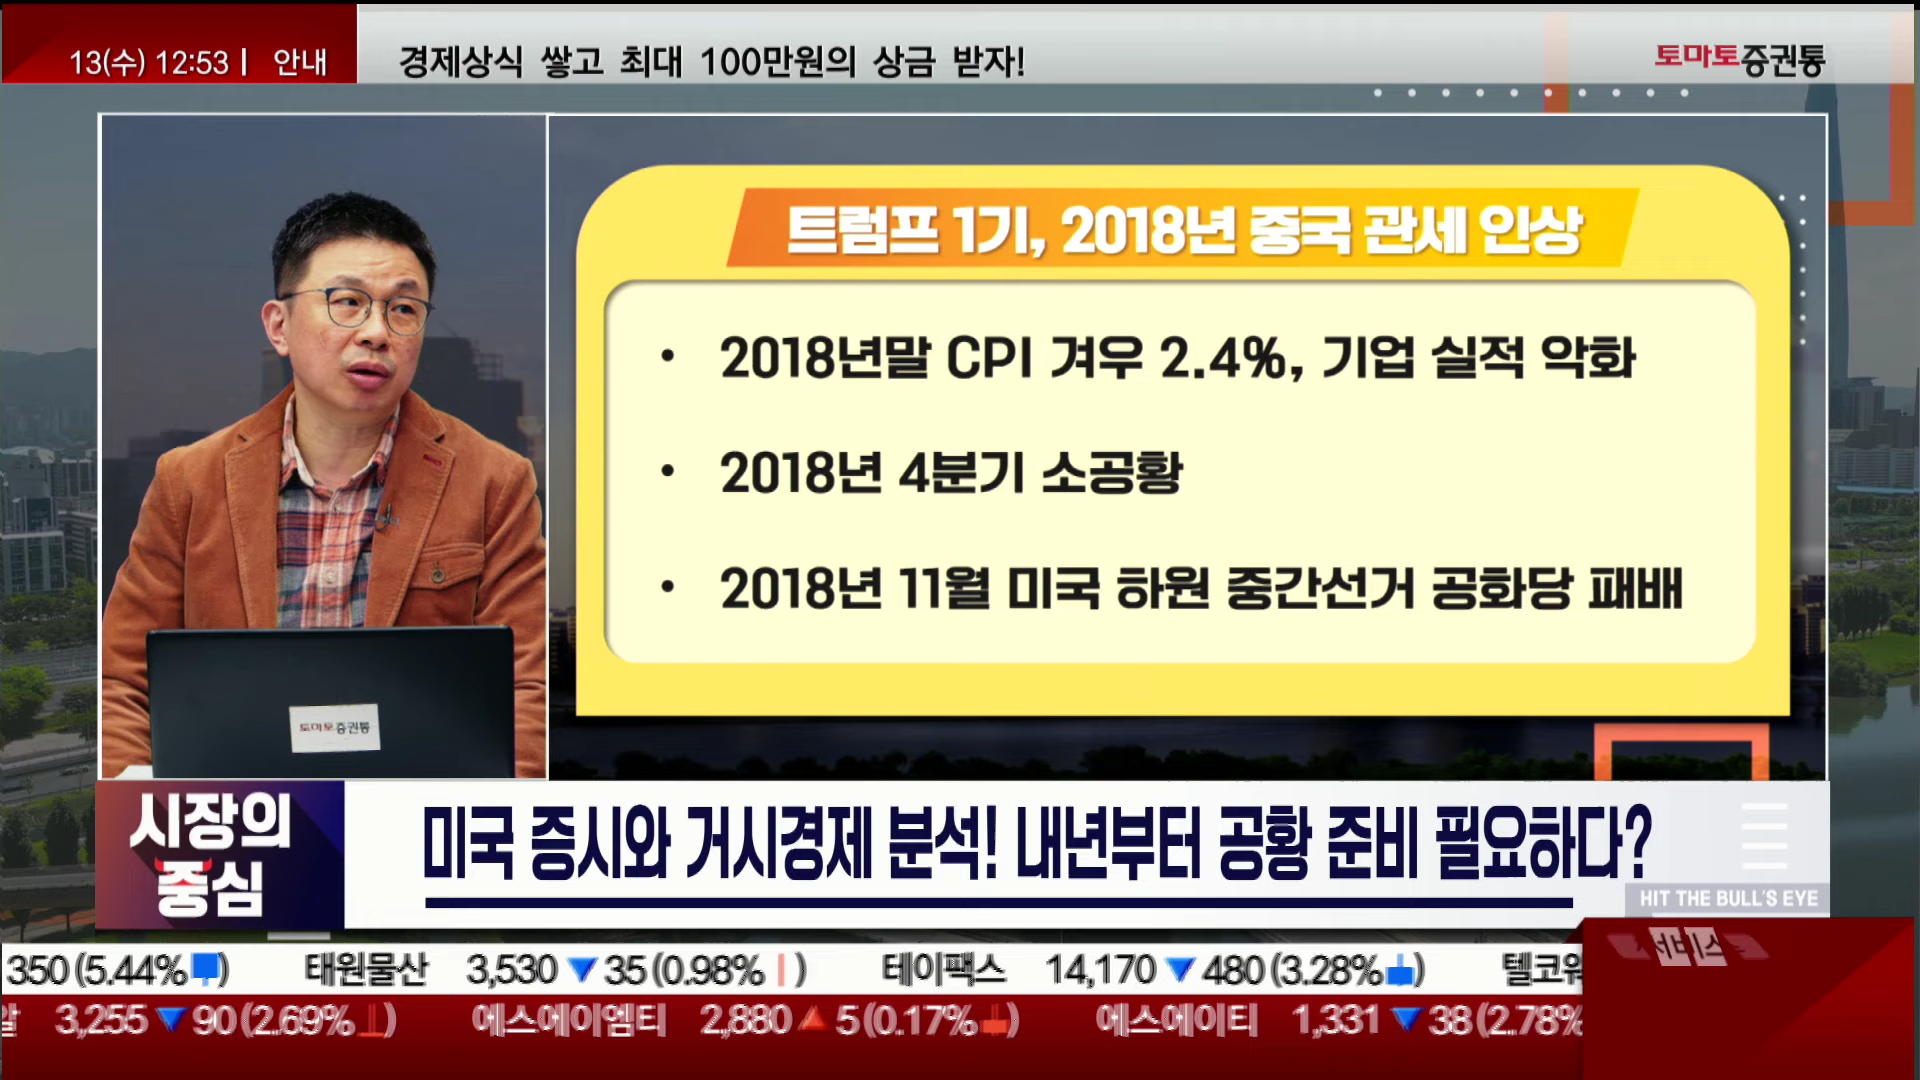 13(수) 12:53 | 안내
경제상식 쌓고 최대 100만원의 상금 받자!
토마토증권통
트럼프 1기, 2018년 중국 관세 인상
• 2018년말 CPI 겨우 2.4%, 기업 실적 악화
• 2018년 4분기 소공황
• 2018년 11월 미국 하원 중간선거 공화당 패배
토마토증권통
시장의
중심
미국 증시와 거시경제 분석! 내년부터 공황 준비 필요하다?
HIT THE BULL'S EYE
350(5.44%) 태원물산 3,530 ▼35(0.98%) 테이팩스 14,170 ▼480(3.28%) 텔코웨
서비스
3,255 ▼90(2.69%) 에스에이엠티 2,880 ▲5(0.17%) 에스에이티 1,331 ▼38(2.78%